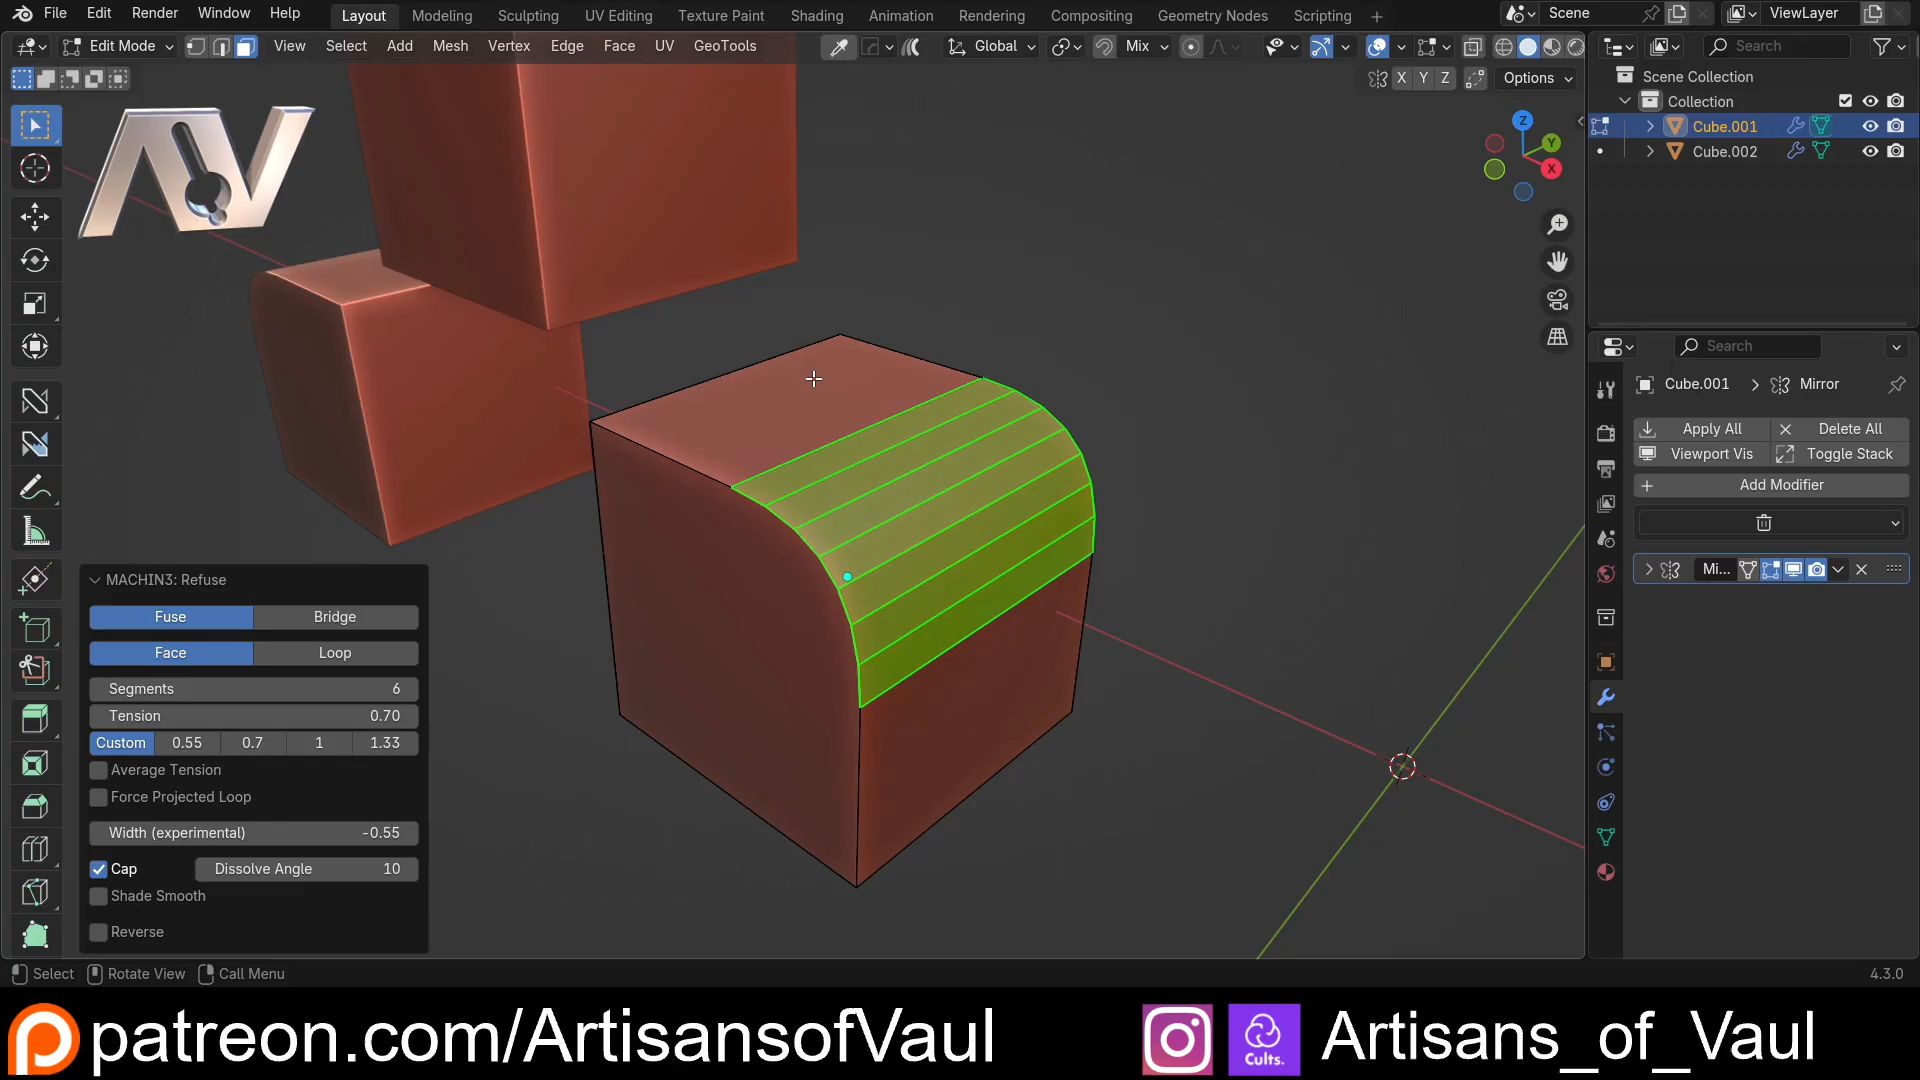 File Edit Render Window Help Layout Modeling Sculpting UV Editing Texture Paint Shading Animation Rendering Compositing Geometry Nodes Scripting + Scene ViewLayer
Edit Mode View Select Add Mesh Vertex Edge Face UV GeoTools Global Mix Search
X Y Z Options
Scene Collection
Collection
Cube.001
Cube.002
Z
Y
X
AV
Search
Cube.001 > Mirror
Apply All Delete All
Viewport Vis Toggle Stack
Add Modifier
Mi...
MACHIN3: Refuse
Fuse Bridge
Face Loop
Segments 6
Tension 0.70
Custom 0.55 0.7 1 1.33
Average Tension
Force Projected Loop
Width (experimental) -0.55
Cap Dissolve Angle 10
Shade Smooth
Reverse
Select Rotate View Call Menu 4.3.0
patreon.com/ArtisansofVaul Cults. Artisans_of_Vaul